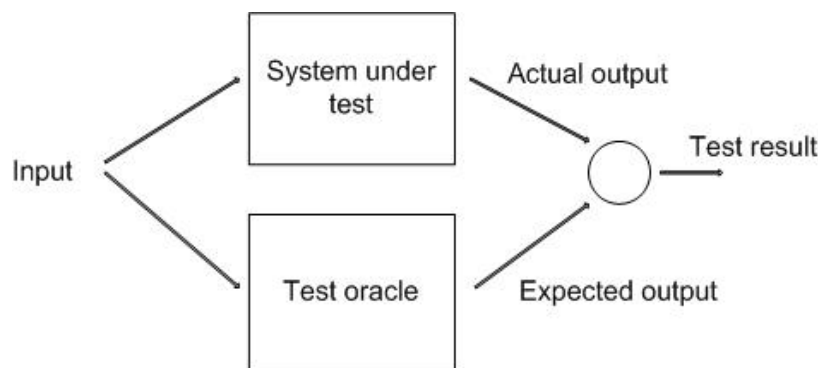 System under
test
Actual output
Input
Test result
Test oracle
Expected output